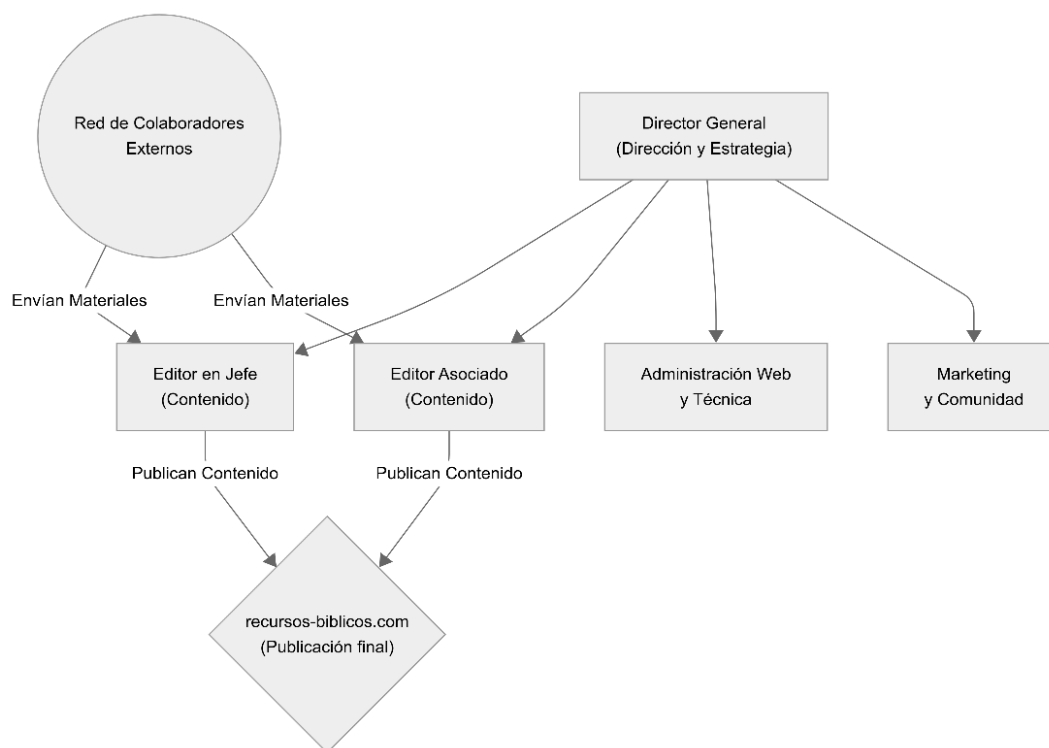 Red de Colaboradores
Externos
Director General
(Dirección y Estrategia)
Envían Materiales
Envían Materiales
Editor en Jefe
(Contenido)
Editor Asociado
(Contenido)
Administración Web
y Técnica
Marketing
y Comunidad
Publican Contenido
Publican Contenido
recursos-biblicos.com
(Publicación final)